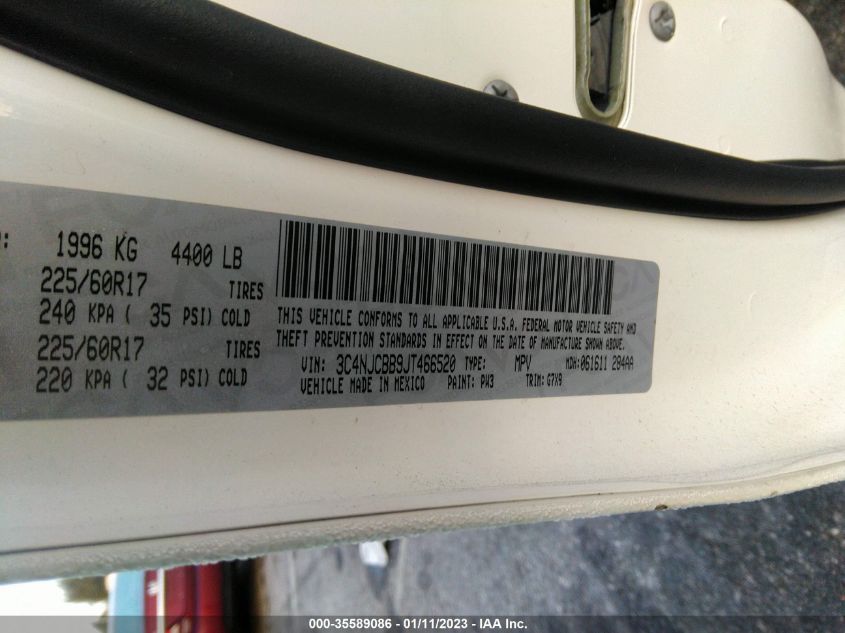 1996 KG 4400 LB
225/60R17 TIRES
240 KPA ( 35 PSI) COLD
225/60R17 TIRES
220 KPA ( 32 PSI) COLD
THIS VEHICLE CONFORMS TO ALL APPLICABLE U.S.A. FEDERAL MOTOR VEHICLE SAFETY AND
THEFT PREVENTION STANDARDS IN EFFECT ON THE DATE OF MANUFACTURE SHOWN ABOVE.
VIN: 3C4NJCBB9JT466520 TYPE: MPV MDH:061611 284AA
VEHICLE MADE IN MEXICO PAINT: PW3 TRIM: G7X9
000-35589086 - 01/11/2023 - IAA Inc.